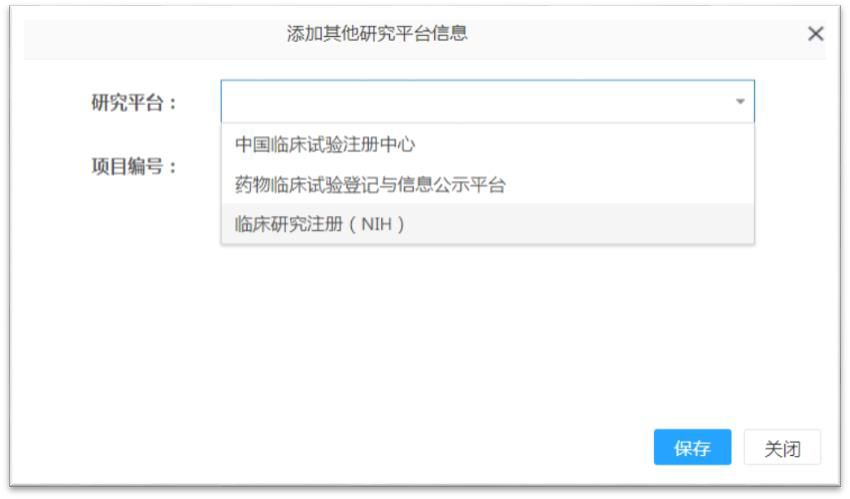 添加其他研究平台信息
研究平台：
中国临床试验注册中心
项目编号：
药物临床试验登记与信息公示平台
临床研究注册（NIH）
保存 关闭